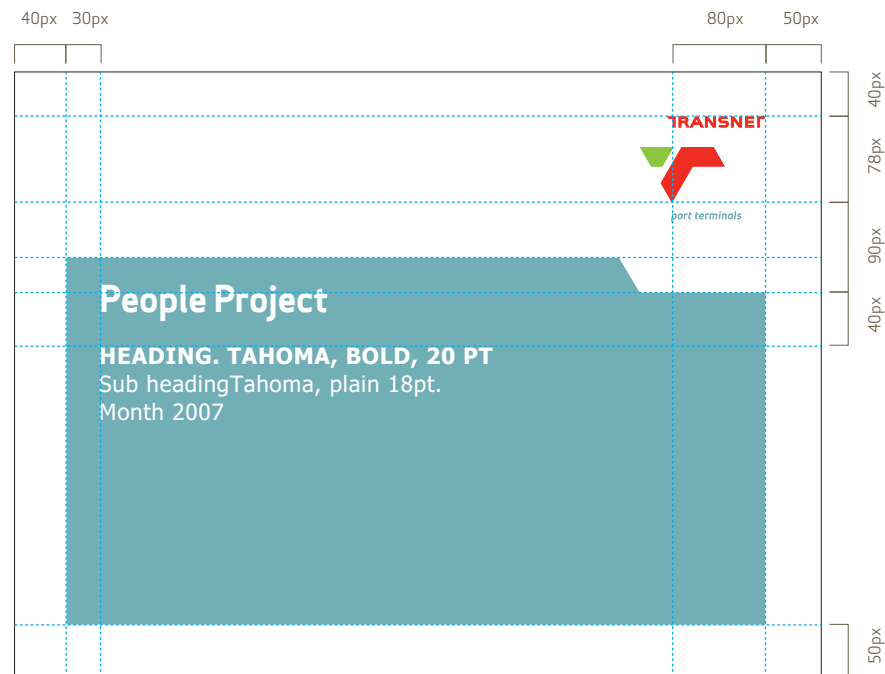 40px 30px 80px 50px
40px
TRANSNET
78px
port terminals
90px
People Project
40px
HEADING. TAHOMA, BOLD, 20 PT
Sub headingTahoma, plain 18pt.
Month 2007
50px